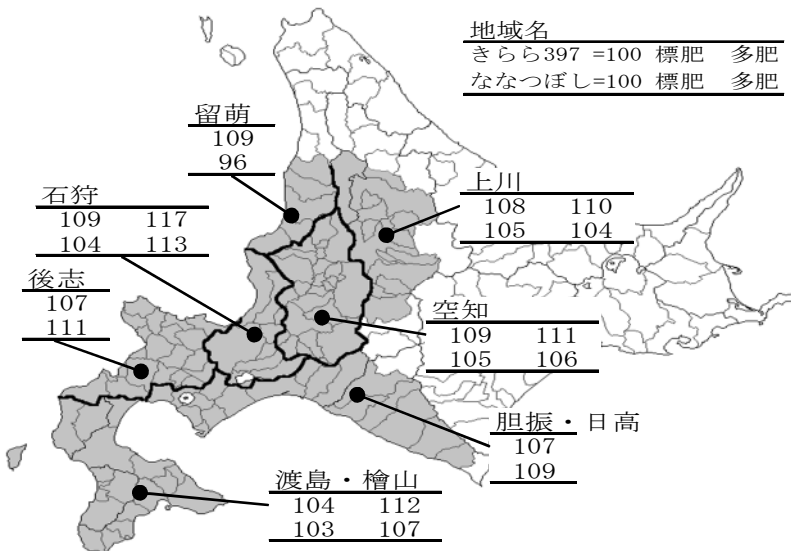 地域名
きらら397 =100 標肥 多肥
ななつぼし=100 標肥 多肥
留萌
109
96
石狩
109 117
104 113
上川
108 110
105 104
後志
107
111
空知
109 111
105 106
胆振・日高
107
109
渡島・檜山
104 112
103 107